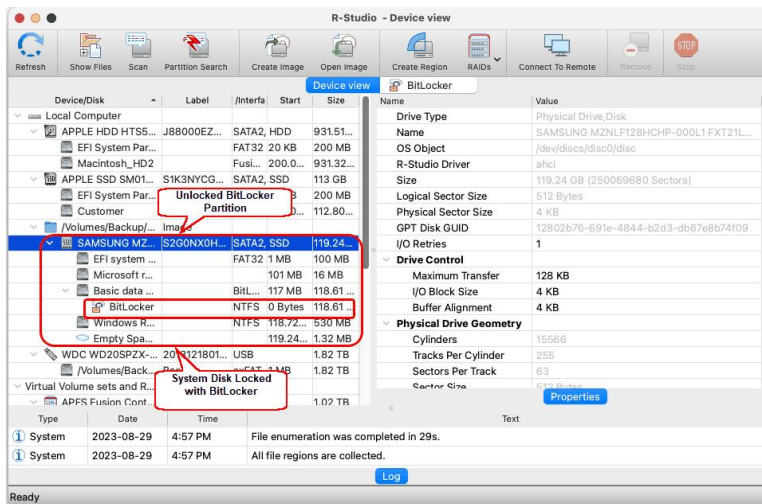 R-Studio - Device view
Refresh Show Files Scan Partition Search Create Image Open Image Create Region RAIDs Connect To Remote Remove Stop
STOP
Device view BitLocker
Device/Disk Label /Interfa Start Size Name Value
Local Computer Drive Type Physical Drive,Disk
APPLE HDD HTS5... J88000EZ... SATA2, HDD 931.51... Name SAMSUNG MZNLF128HCHP-000L1 FXT21L...
EFI System Par... FAT32 20 KB 200 MB OS Object /dev/discs/disc0/disc
Macintosh_HD2 Fusi... 200.0... 931.32... R-Studio Driver ahci
APPLE SSD SM01... S1K3NYCG... SATA2, SSD 113 GB Size 119.24 GB (250069680 Sectors)
EFI System Par... 200 MB Logical Sector Size 512 Bytes
Unlocked BitLocker
Partition
Customer 112.80... Physical Sector Size 4 KB
/Volumes/Backup/... Image GPT Disk GUID 12802b76-691e-4844-b2d3-db67e8b74f09
SAMSUNG MZ... S2G0NX0H... SATA2, SSD 119.24... I/O Retries 1
EFI system ... FAT32 1 MB 100 MB Drive Control
Microsoft r... 101 MB 16 MB Maximum Transfer 128 KB
Basic data ... BitL... 117 MB 118.61 ... I/O Block Size 4 KB
BitLocker NTFS 0 Bytes 118.61 ... Buffer Alignment 4 KB
Windows R... NTFS 118.72... 530 MB Physical Drive Geometry
Empty Spa... 119.24... 1.32 MB Cylinders 15566
WDC WD20SPZX-... USB 1.82 TB Tracks Per Cylinder 255
/Volumes/Back... 1 MB 1.82 TB Sectors Per Track 63
System Disk Locked
with BitLocker
Virtual Volume sets and R... Sector Size 512 Bytes
APFS Fusion Cont... 1.02 TB Properties
Type Date Time Text
System 2023-08-29 4:57 PM File enumeration was completed in 29s.
System 2023-08-29 4:57 PM All file regions are collected.
Log
Ready